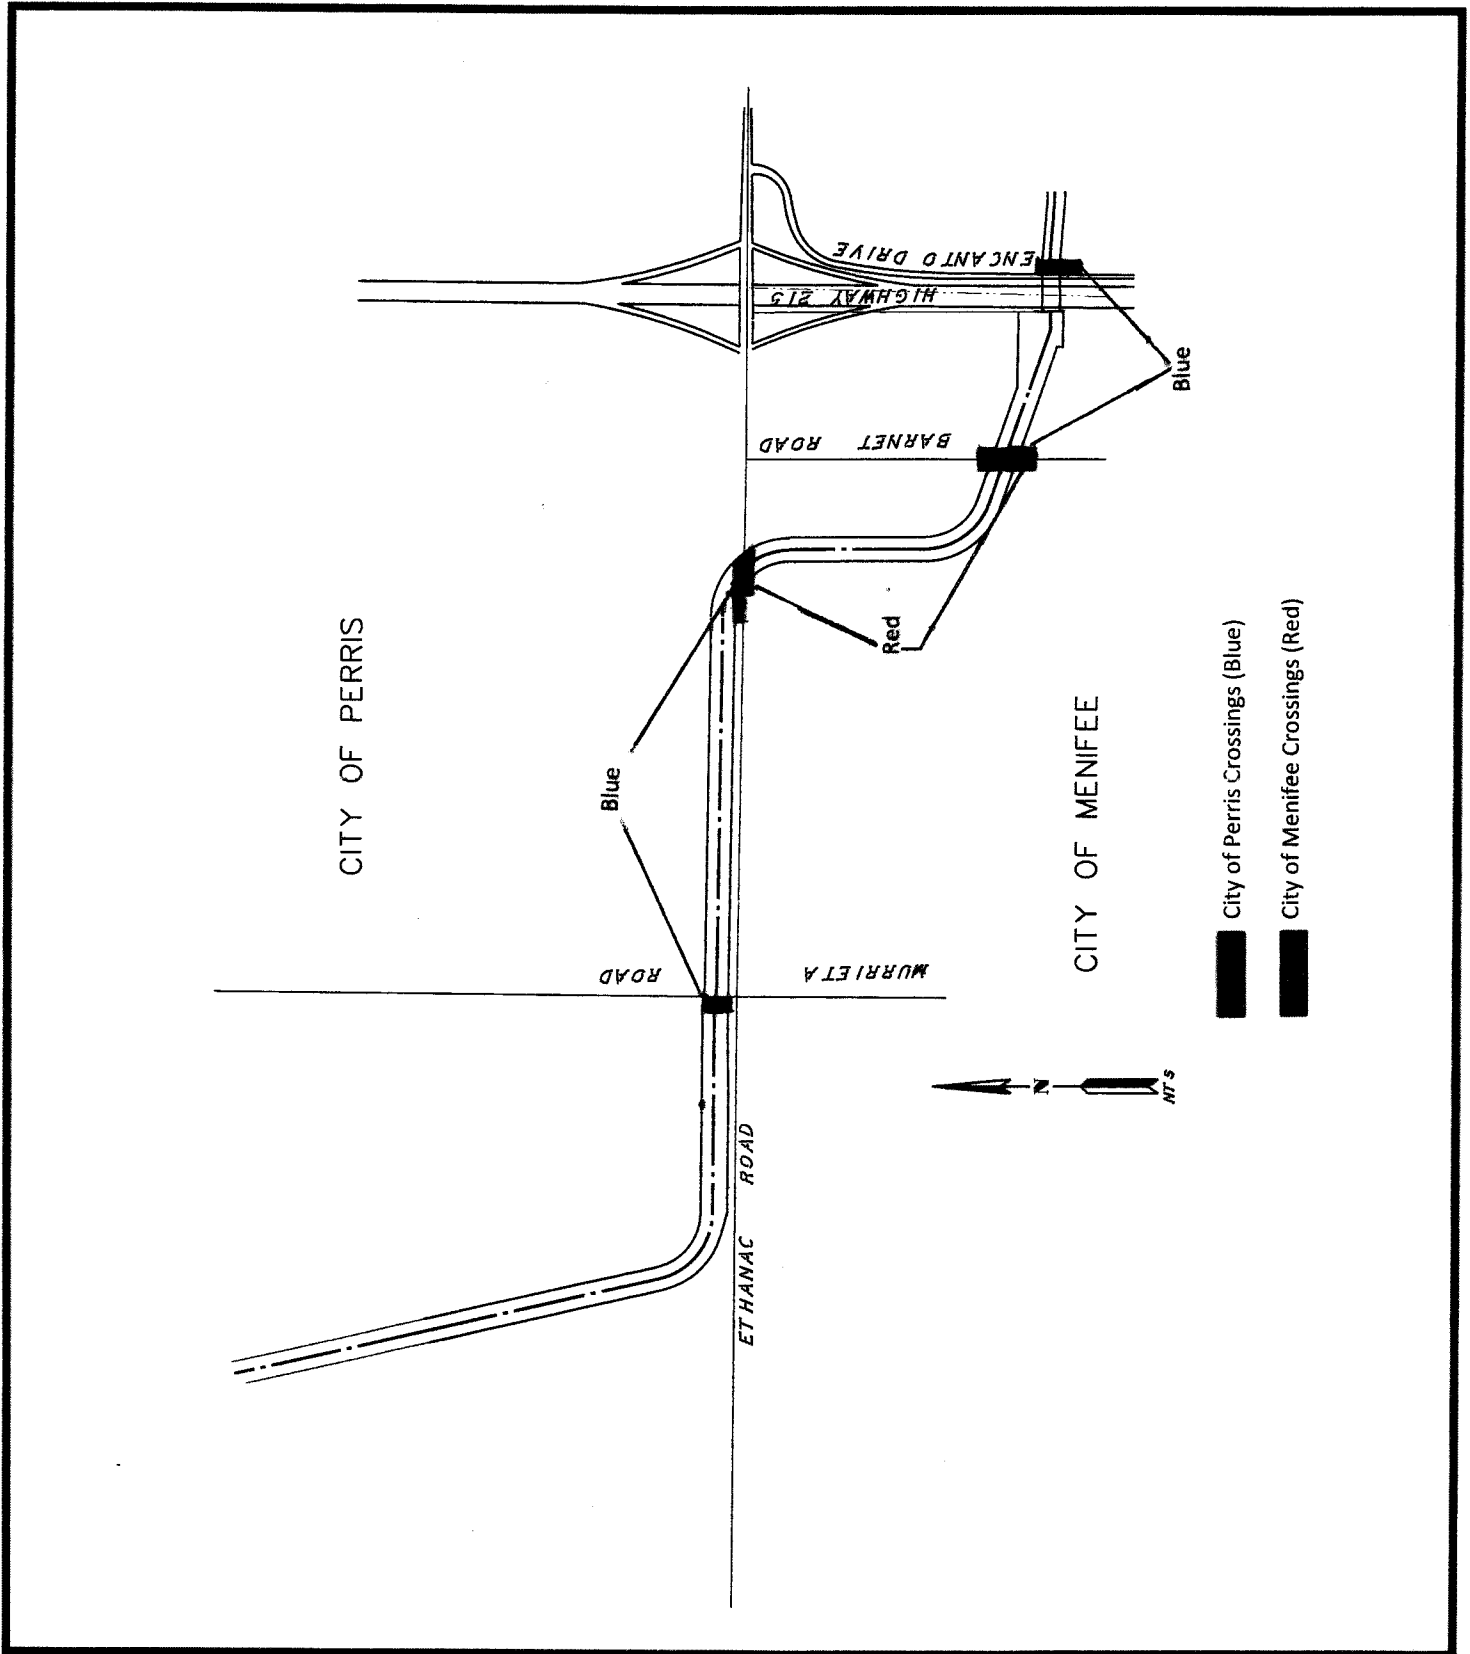 CITY OF PERRIS
Blue
ROAD
MURRIETA
ETHANAC ROAD
HIGHWAY 215
ENCANTO DRIVE
BARNET ROAD
Red
Blue
CITY OF MENIFEE
N
NTS
City of Perris Crossings (Blue)
City of Menifee Crossings (Red)